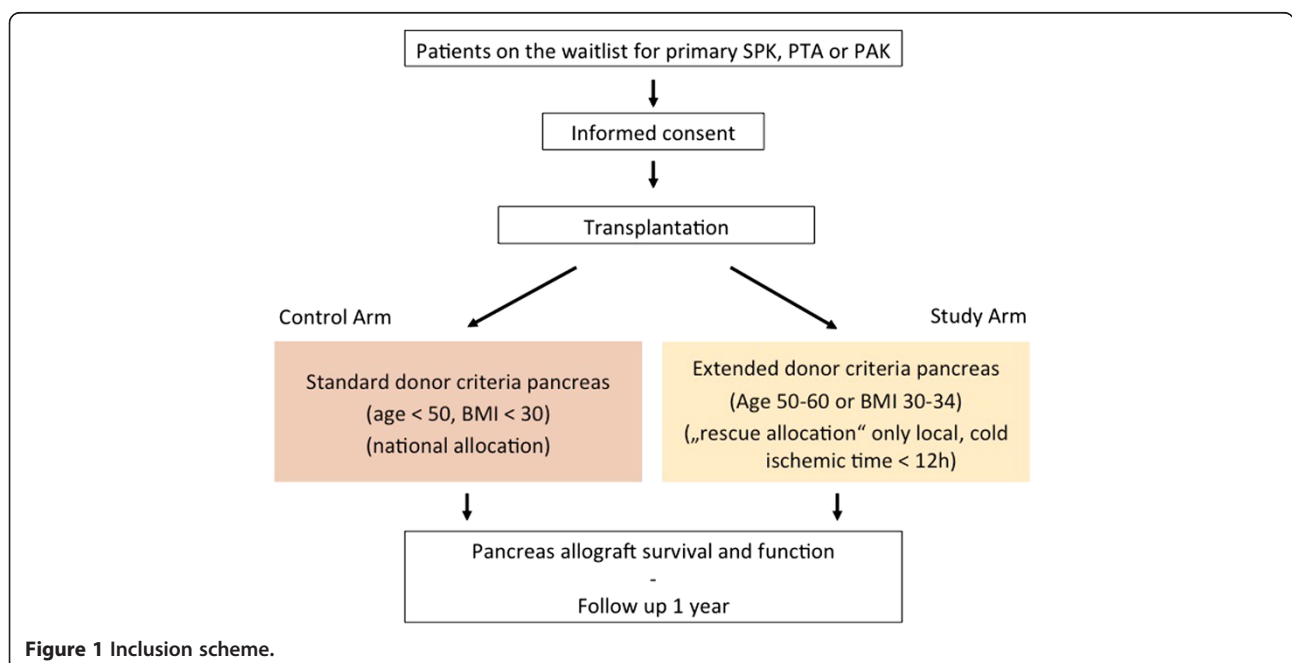 Patients on the waitlist for primary SPK, PTA or PAK
Informed consent
Transplantation
Control Arm
Study Arm
Standard donor criteria pancreas
(age < 50, BMI < 30)
(national allocation)
Extended donor criteria pancreas
(Age 50-60 or BMI 30-34)
(„rescue allocation“ only local, cold
ischemic time < 12h)
Pancreas allograft survival and function
-
Follow up 1 year
Figure 1 Inclusion scheme.